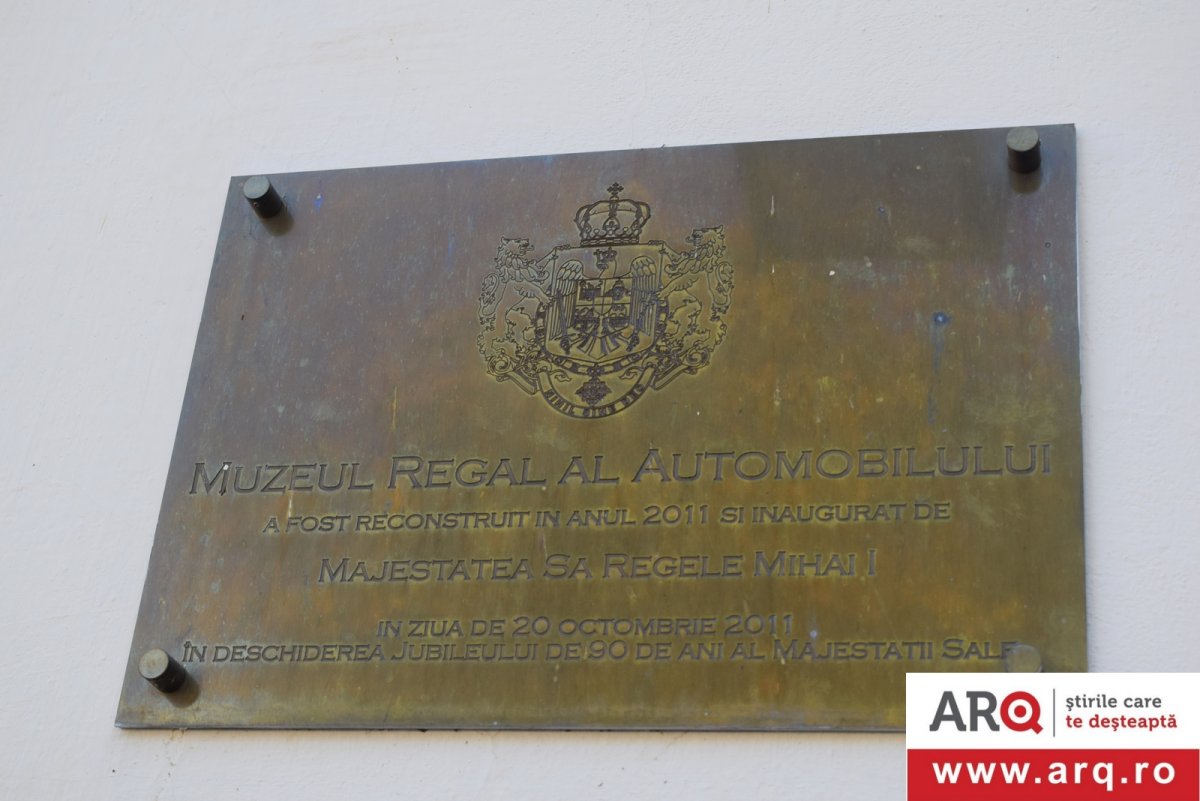 MUZEUL REGAL AL AUTOMOBILULUI
A FOST RECONSTRUIT IN ANUL 2011 SI INAUGURAT DE
MAJESTATEA SA REGELE MIHAI I
IN ZIUA DE 20 OCTOMBRIE 2011
ÎN DESCHIDEREA JUBILEULUI DE 90 DE ANI AL MAJESTATII SALE
ARQ
știrile care
te deșteaptă
www.arq.ro